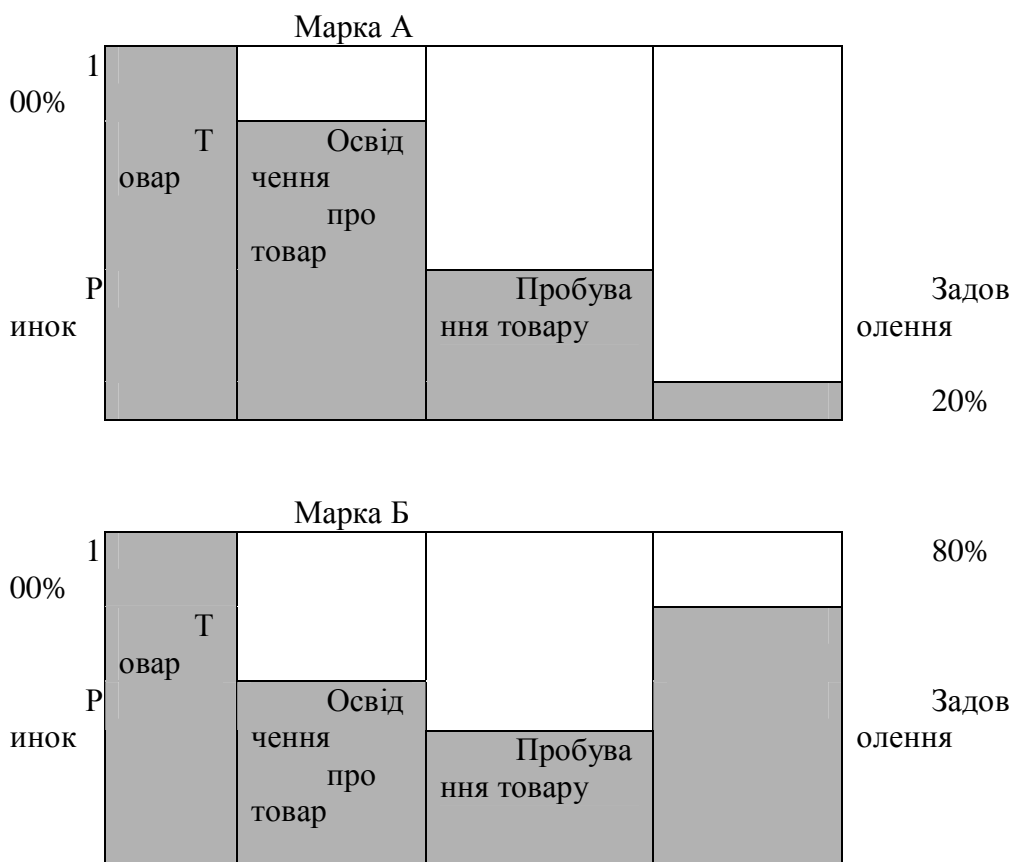 Марка А
1
00%
Т
овар
Освід
чення
про
товар
Р
инок
Пробува
ння товару
Задов
олення
20%
Марка Б
1
00%
80%
Т
овар
Р
инок
Освід
чення
про
товар
Пробува
ння товару
Задов
олення